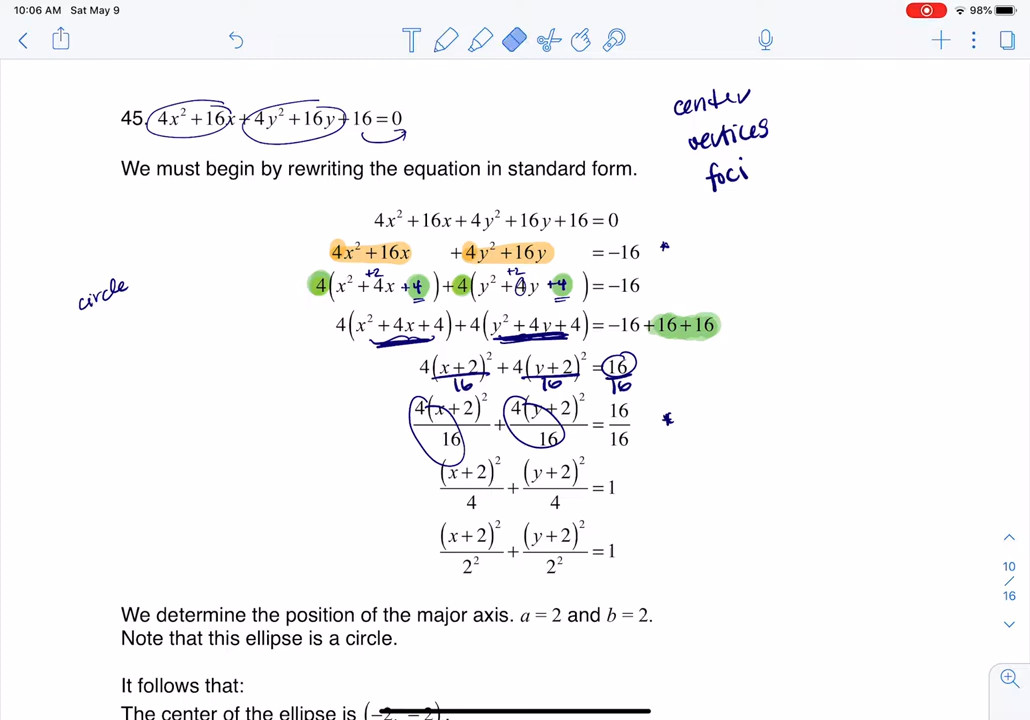 10:06 AM Sat May 9
98%
center
45. 4x² + 16x + 4y² + 16y + 16 = 0
vertices
We must begin by rewriting the equation in standard form.
foci
4x² + 16x + 4y² + 16y + 16 = 0
4x² + 16x + 4y² + 16y = −16 *
+2 +2
4(x² + 4x +4) + 4(y² + 4y +4) = −16
circle
4(x² + 4x + 4) + 4(y² + 4y + 4) = −16 + 16 + 16
4(x + 2)² + 4(y + 2)² = 16
16 16 16
4(x + 2)²/16 + 4(y + 2)²/16 = 16/16 *
(x + 2)²/4 + (y + 2)²/4 = 1
(x + 2)²/2² + (y + 2)²/2² = 1
10
/
16
We determine the position of the major axis. a = 2 and b = 2.
Note that this ellipse is a circle.
It follows that:
The center of the ellipse is (−2, −2).